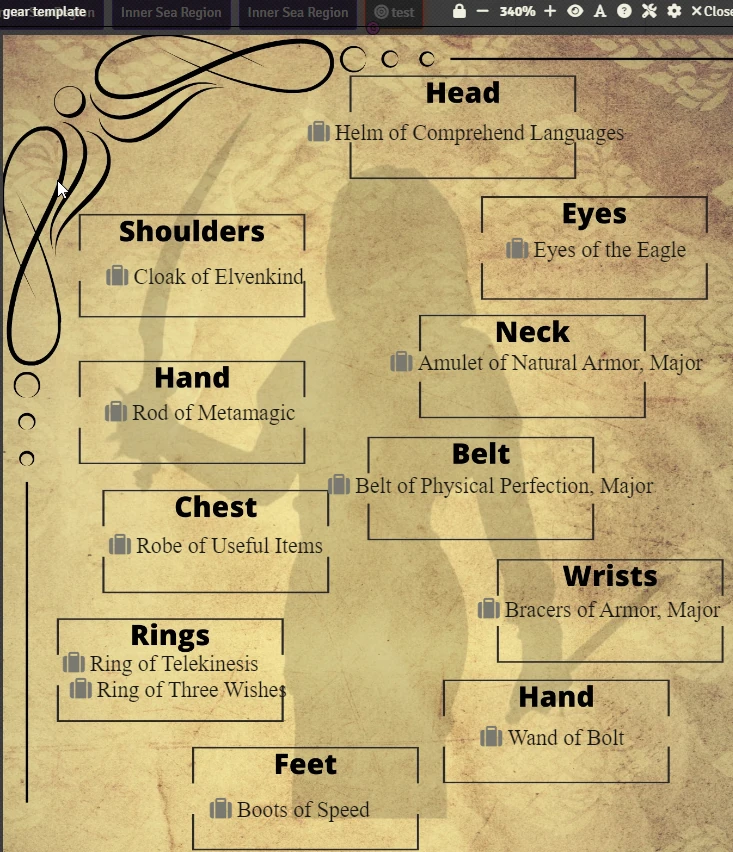 gear template
Inner Sea Region
Inner Sea Region
test
340%
Close
Head
Helm of Comprehend Languages
Eyes
Eyes of the Eagle
Shoulders
Cloak of Elvenkind
Neck
Amulet of Natural Armor, Major
Hand
Rod of Metamagic
Belt
Belt of Physical Perfection, Major
Chest
Robe of Useful Items
Wrists
Bracers of Armor, Major
Rings
Ring of Telekinesis
Ring of Three Wishes
Hand
Wand of Bolt
Feet
Boots of Speed